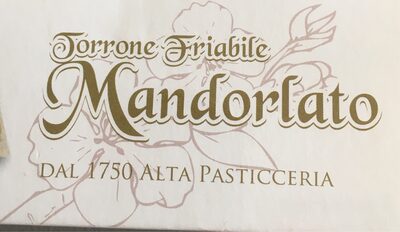 Torrone Friabile
Mandorlato
DAL 1750 ALTA PASTICCERIA